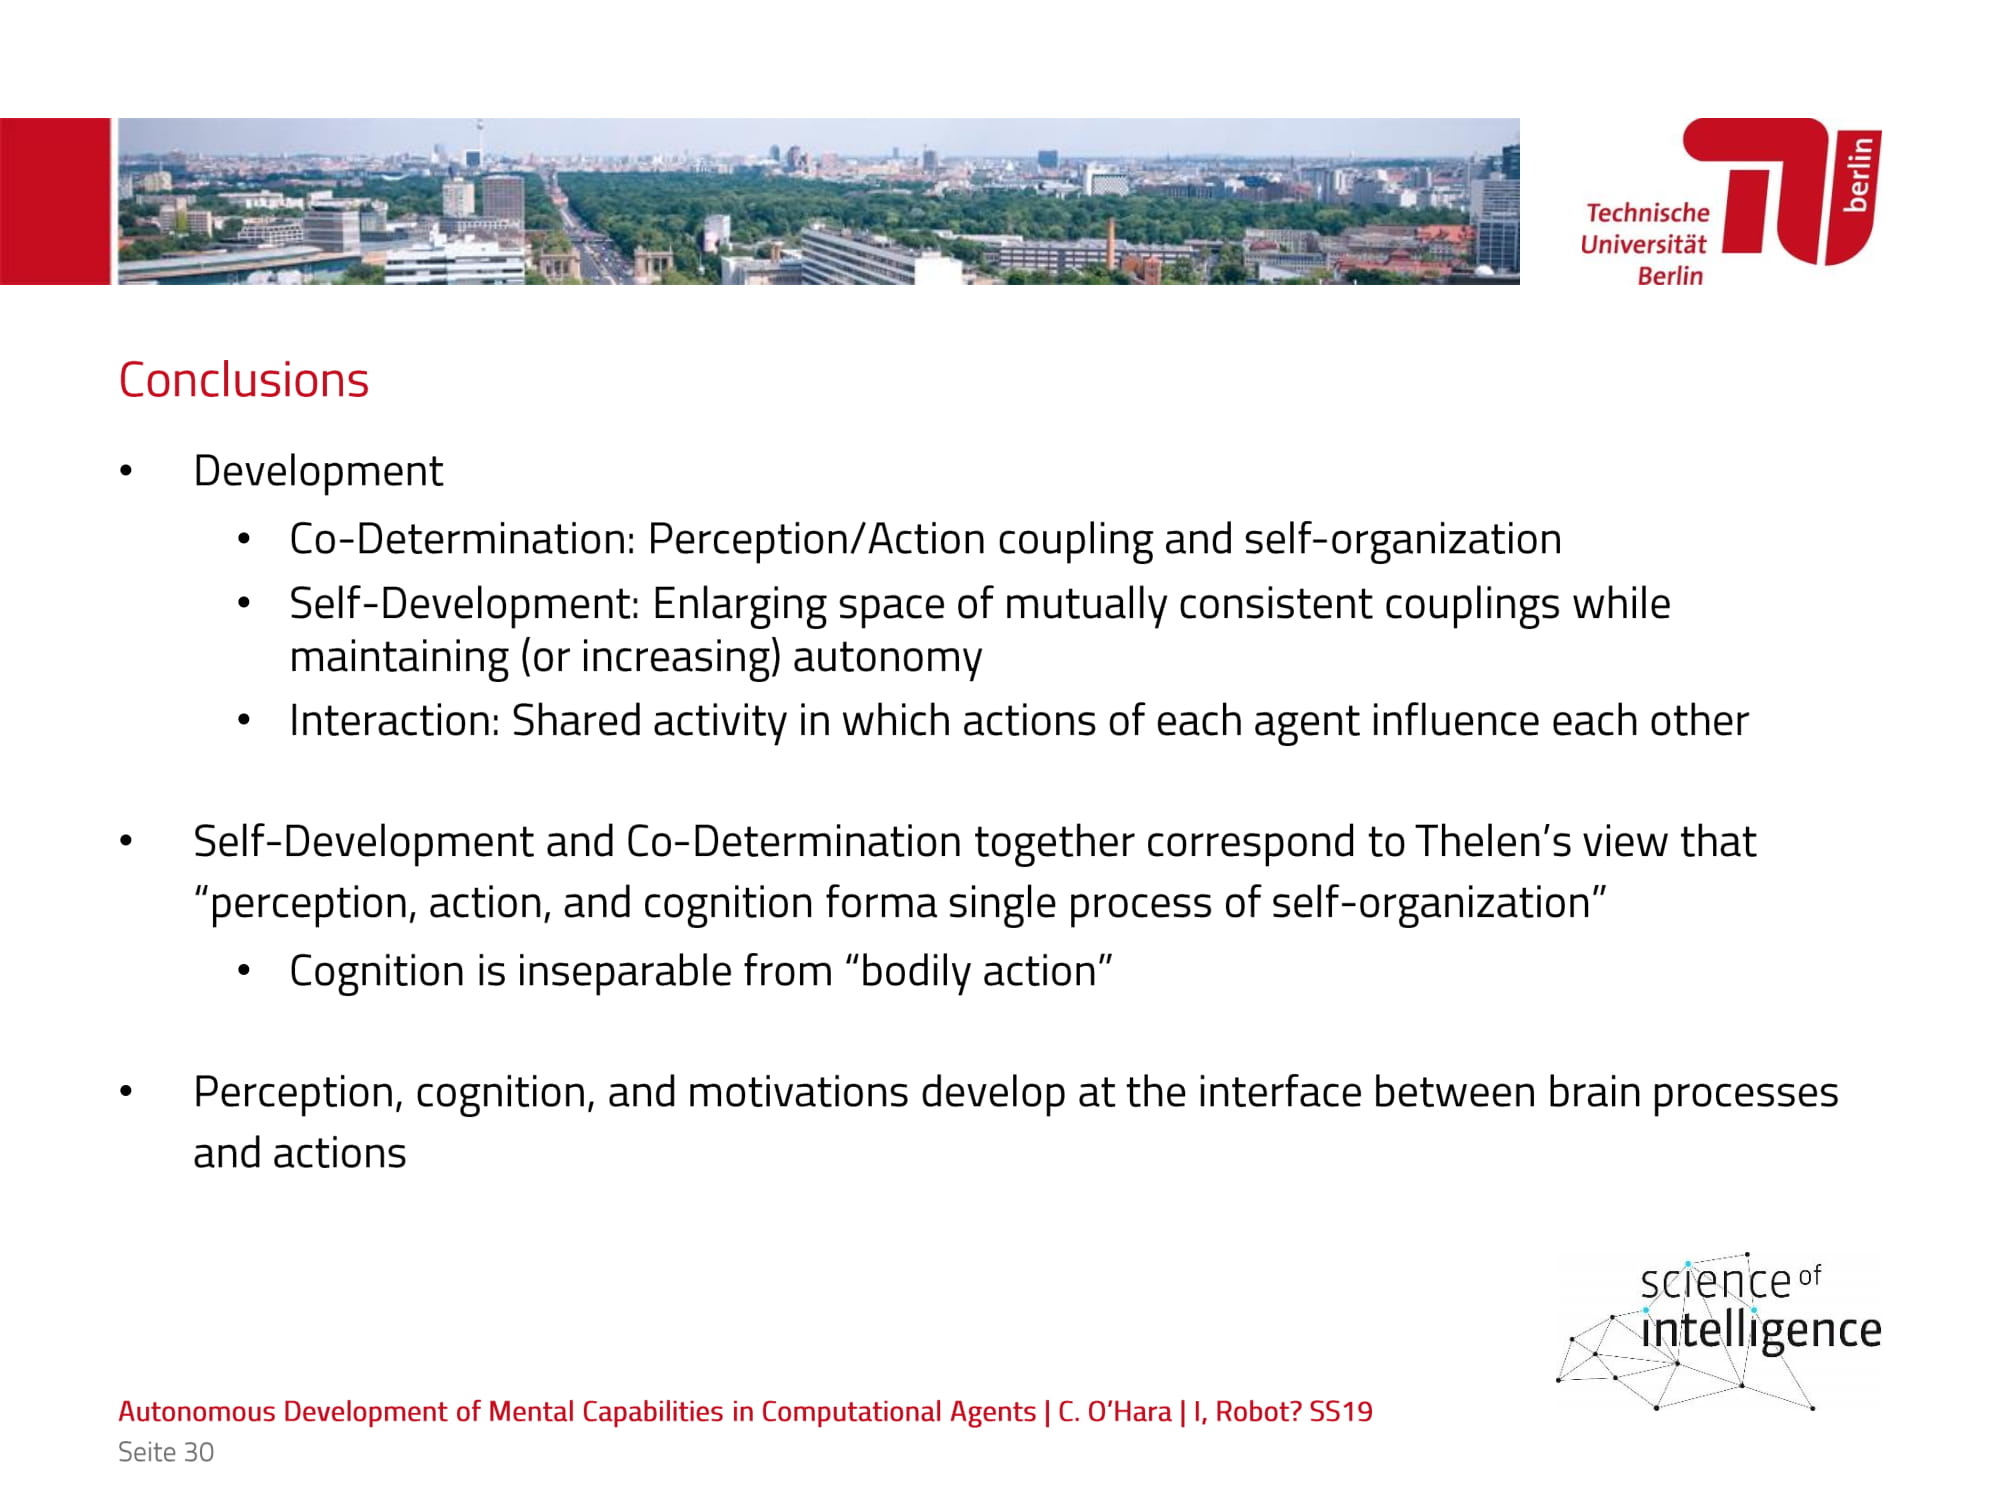 Technische
Universität
Berlin
berlin
Conclusions
• Development
• Co-Determination: Perception/Action coupling and self-organization
• Self-Development: Enlarging space of mutually consistent couplings while
maintaining (or increasing) autonomy
• Interaction: Shared activity in which actions of each agent influence each other
• Self-Development and Co-Determination together correspond to Thelen’s view that
“perception, action, and cognition forma single process of self-organization”
• Cognition is inseparable from “bodily action”
• Perception, cognition, and motivations develop at the interface between brain processes
and actions
science of
intelligence
Autonomous Development of Mental Capabilities in Computational Agents | C. O’Hara | I, Robot? SS19
Seite 30